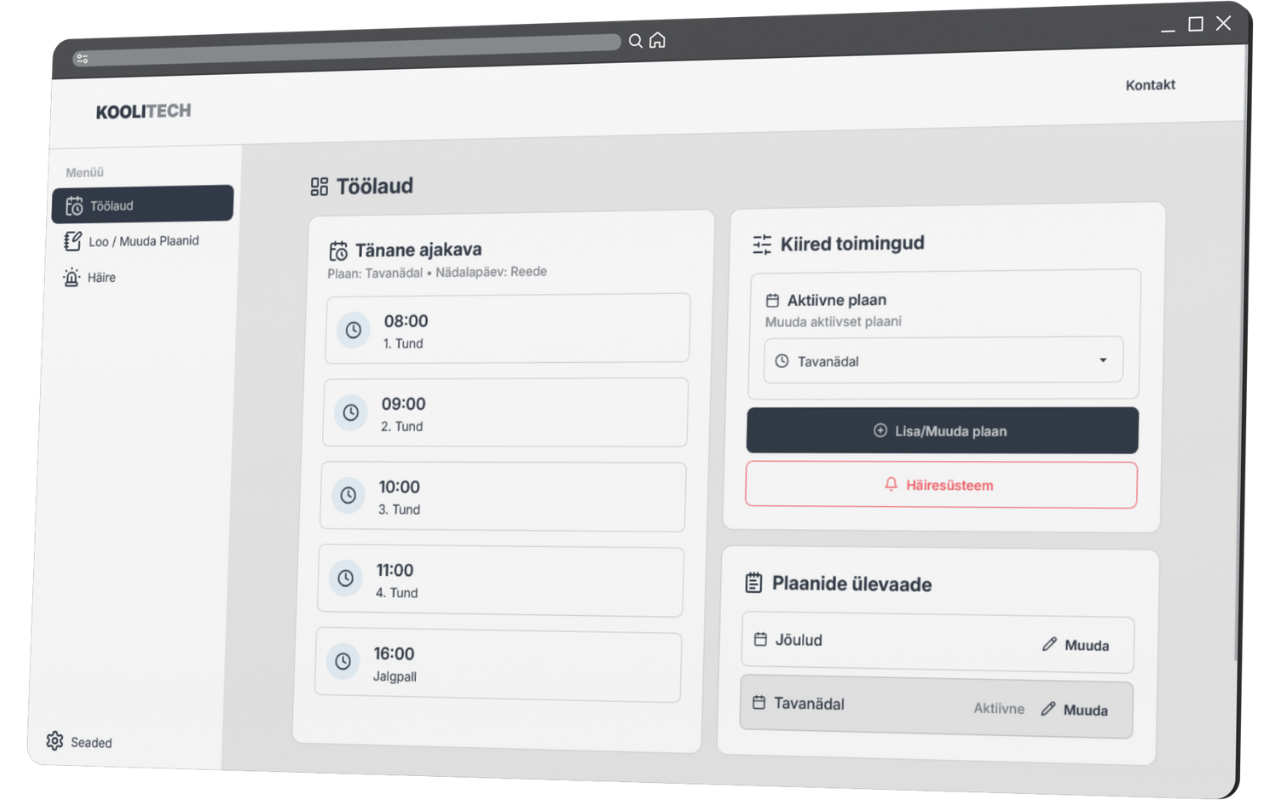 KOOLITECH
Kontakt
Menüü
Töölaud
Loo / Muuda Plaanid
Häire
Seaded
Töölaud
Tänane ajakava
Plaan: Tavanädal • Nädalapäev: Reede
08:00
1. Tund
09:00
2. Tund
10:00
3. Tund
11:00
4. Tund
16:00
Jalgpall
Kiired toimingud
Aktiivne plaan
Muuda aktiivset plaani
Tavanädal
Lisa/Muuda plaan
Häiresüsteem
Plaanide ülevaade
Jõulud Muuda
Tavanädal Aktiivne Muuda